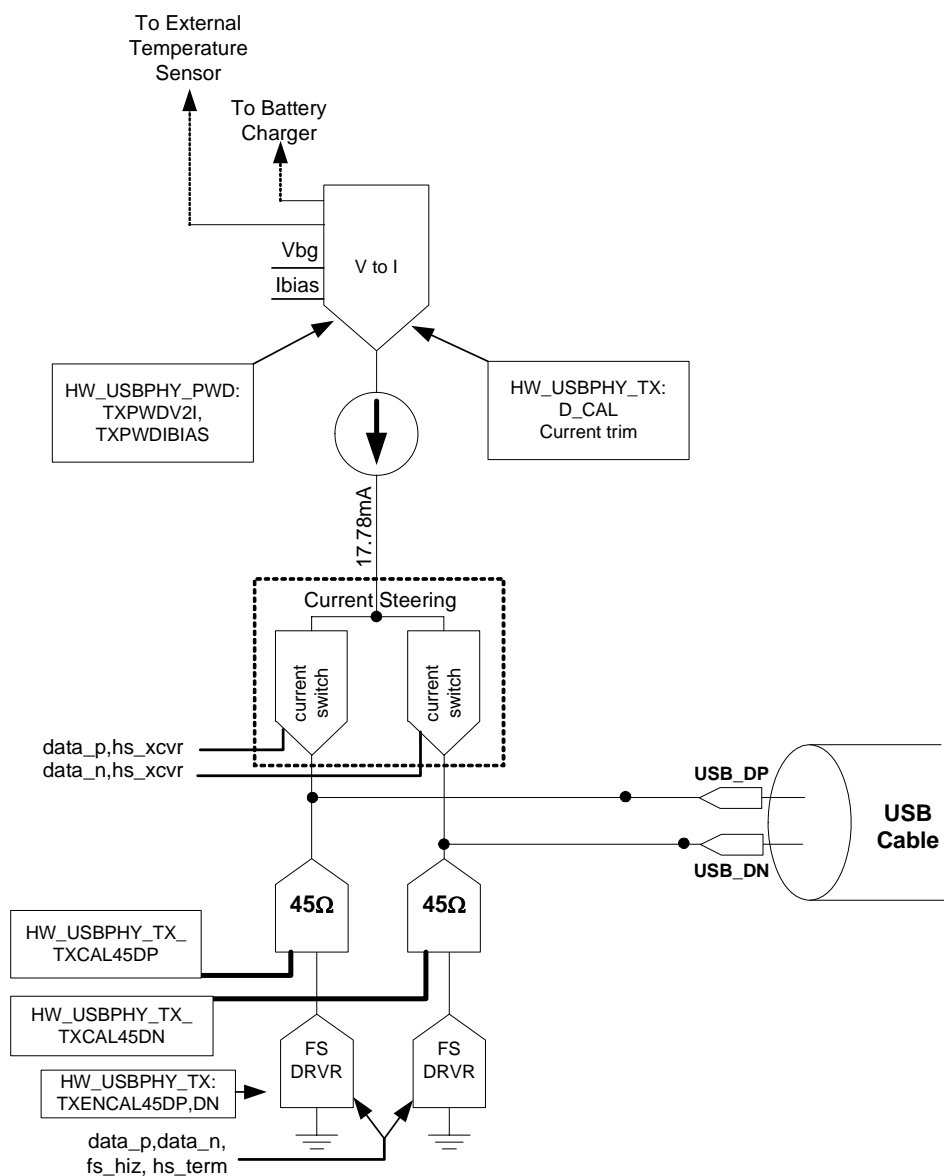 To External
Temperature
Sensor
To Battery
Charger
Vbg
Ibias
V to I
HW_USBPHY_PWD:
TXPWDV2I,
TXPWDIBIAS
HW_USBPHY_TX:
D_CAL
Current trim
17.78mA
Current Steering
current
switch
current
switch
data_p,hs_xcvr
data_n,hs_xcvr
USB_DP
USB_DN
USB
Cable
45Ω
45Ω
HW_USBPHY_TX_
TXCAL45DP
HW_USBPHY_TX_
TXCAL45DN
FS
DRVR
FS
DRVR
HW_USBPHY_TX:
TXENCAL45DP,DN
data_p,data_n,
fs_hiz, hs_term